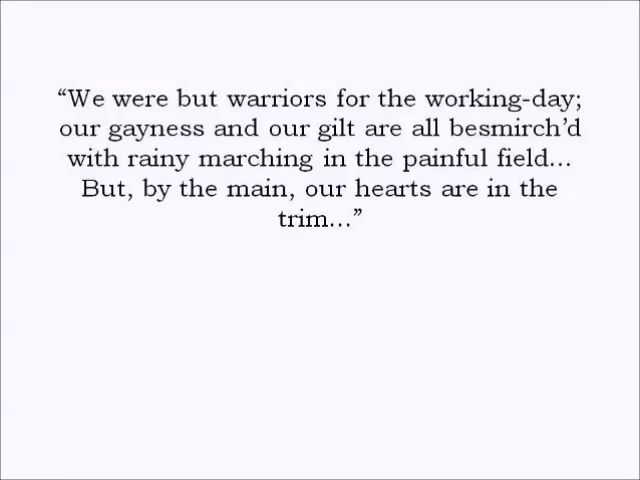 “We were but warriors for the working-day;
our gayness and our gilt are all besmirch’d
with rainy marching in the painful field…
But, by the main, our hearts are in the
trim…”